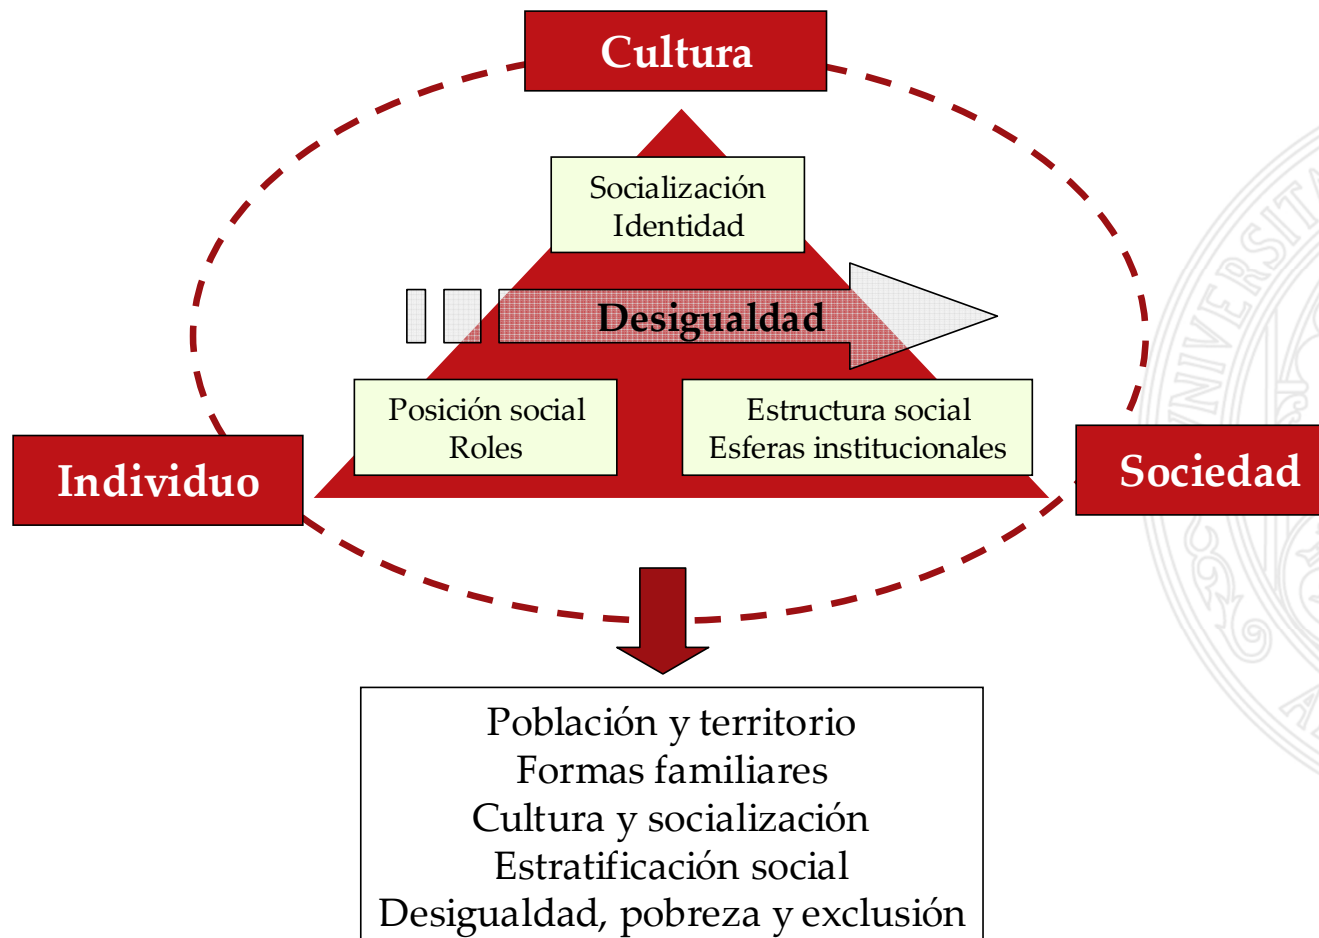 Cultura
Socialización
Identidad
Desigualdad
Posición social
Roles
Estructura social
Esferas institucionales
Individuo
Sociedad
Población y territorio
Formas familiares
Cultura y socialización
Estratificación social
Desigualdad, pobreza y exclusión